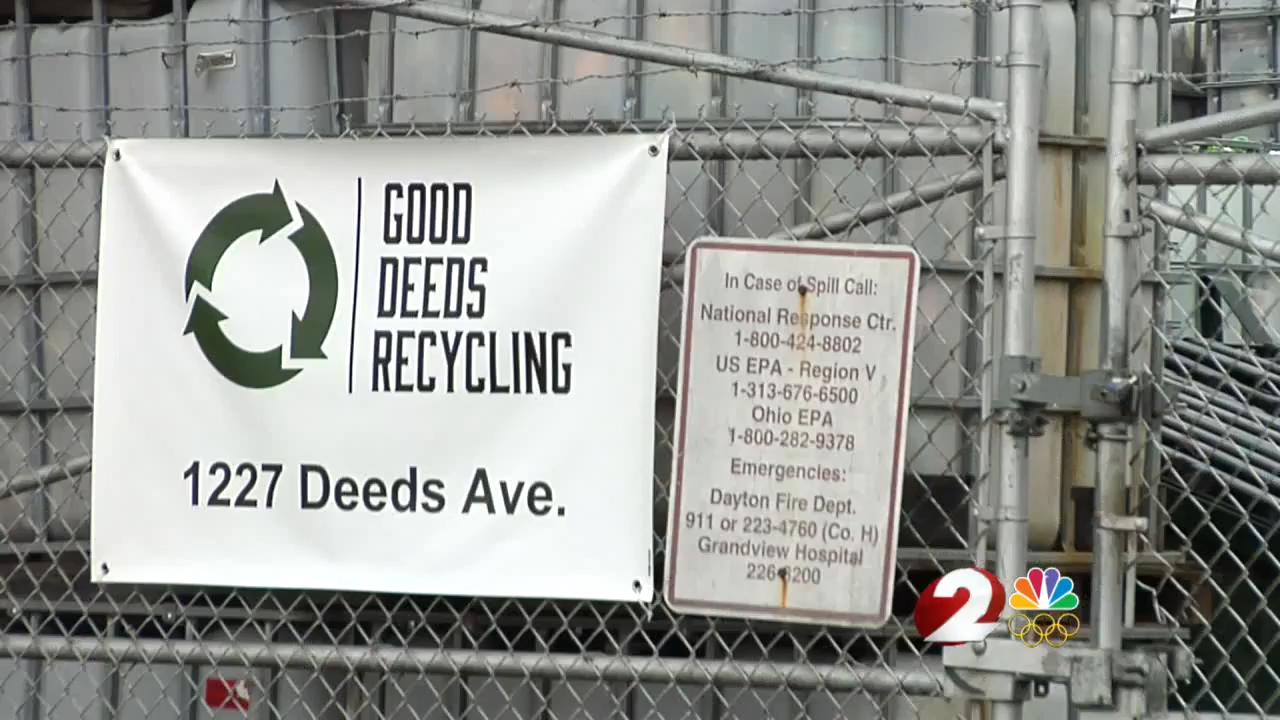 GOOD
DEEDS
RECYCLING
1227 Deeds Ave.
In Case of Spill Call:
National Response Ctr.
1-800-424-8802
US EPA - Region V
1-313-676-6500
Ohio EPA
1-800-282-9378
Emergencies:
Dayton Fire Dept.
911 or 223-4760 (Co. H)
Grandview Hospital
2